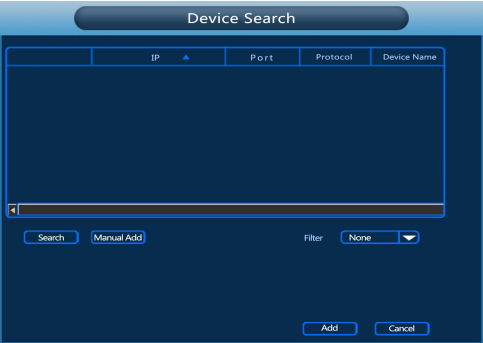 Device Search
IP Port Protocol Device Name
Search Manual Add Filter None
Add Cancel